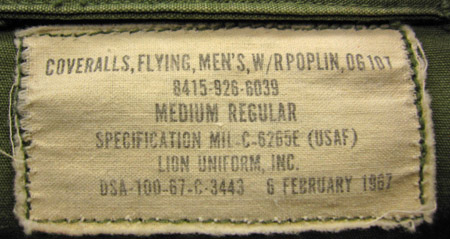 COVERALLS, FLYING, MEN'S, W/R POPLIN, OG 107
8415-926-6039
MEDIUM REGULAR
SPECIFICATION MIL-C-6265E (USAF)
LION UNIFORM, INC.
DSA-100-67-C-3443 6 FEBRUARY 1967